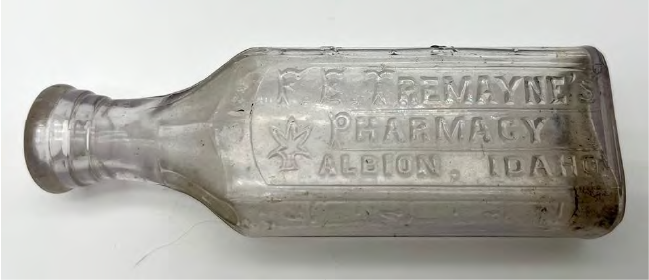 F. E. TREMAYNE'S
PHARMACY
ALBION, IDAHO